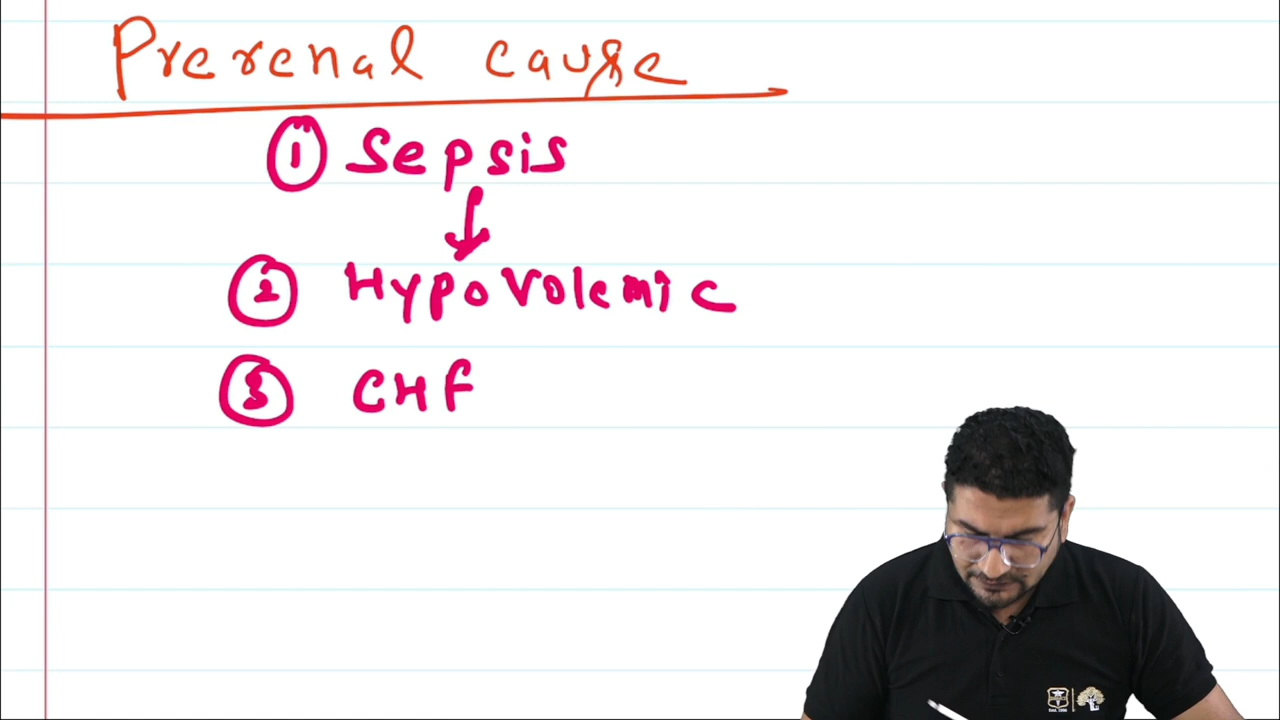 Prerenal cause
① Sepsis
↓
② Hypovolemic
③ CHF